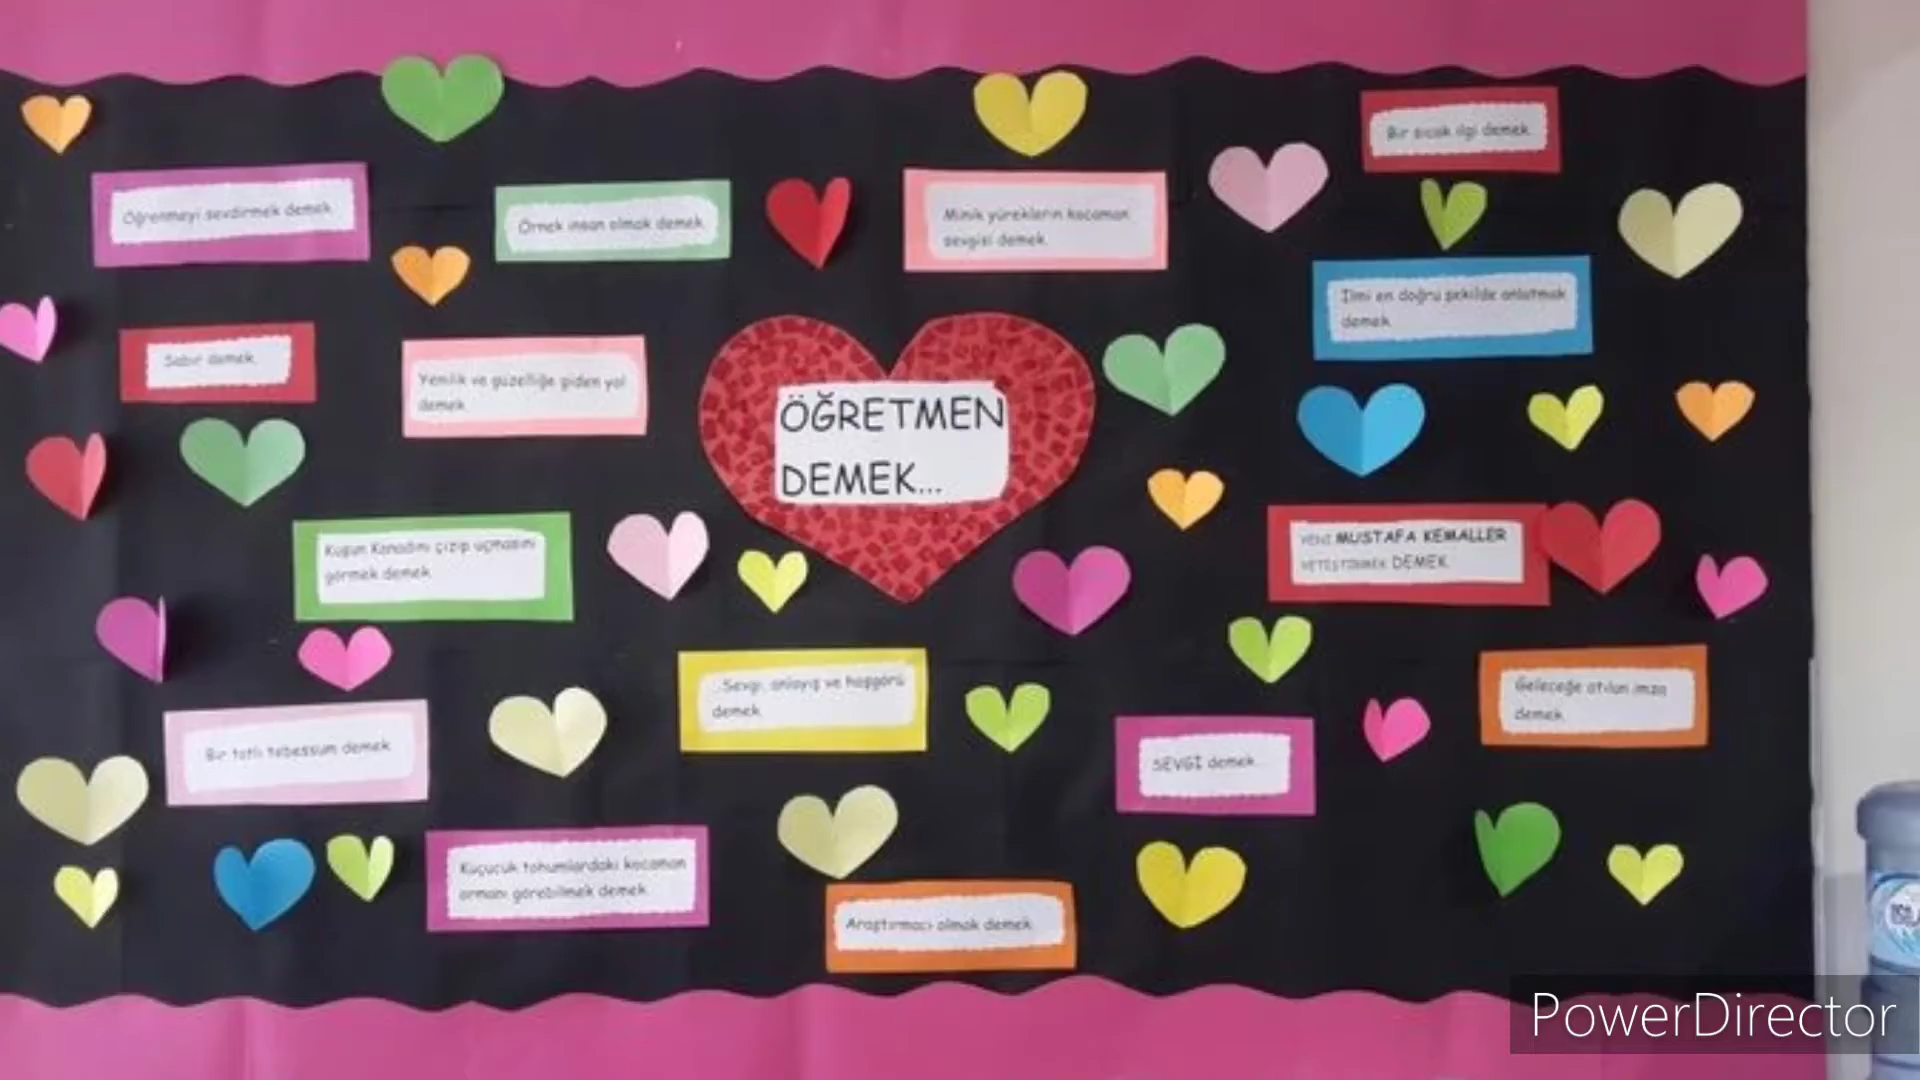 Bir sıcak ilgi demek
Öğrenmeyi sevdirmek demek
Örnek insan olmak demek
Minik yüreklerin kocaman
sevgisi demek
İlmi en doğru şekilde anlatmak
demek
Sabır demek
Yenilik ve güzelliğe giden yol
demek
ÖĞRETMEN
DEMEK...
Kuşun Kanadını çizip uçmasını
görmek demek
YENİ MUSTAFA KEMALLER
YETİŞTİRMEK DEMEK
..Sevgi, anlayış ve hoşgörü
demek
Geleceğe atılan imza
demek
Bir tatlı tebessüm demek
SEVGİ demek...
Küçücük tohumlardaki kocaman
ormanı görebilmek demek
Araştırmacı olmak demek
PowerDirector